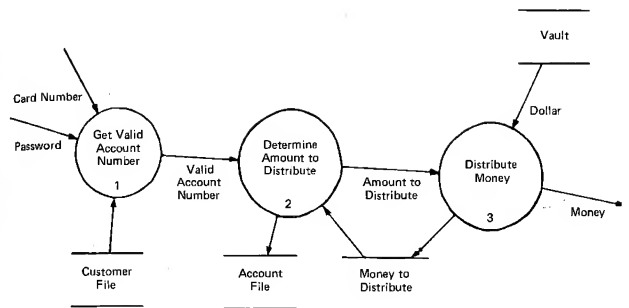 Vault
Card Number
Dollar
Password
Get Valid
Account
Number
1
Valid
Account
Number
Determine
Amount to
Distribute
2
Amount to
Distribute
Distribute
Money
3
Money
Customer
File
Account
File
Money to
Distribute